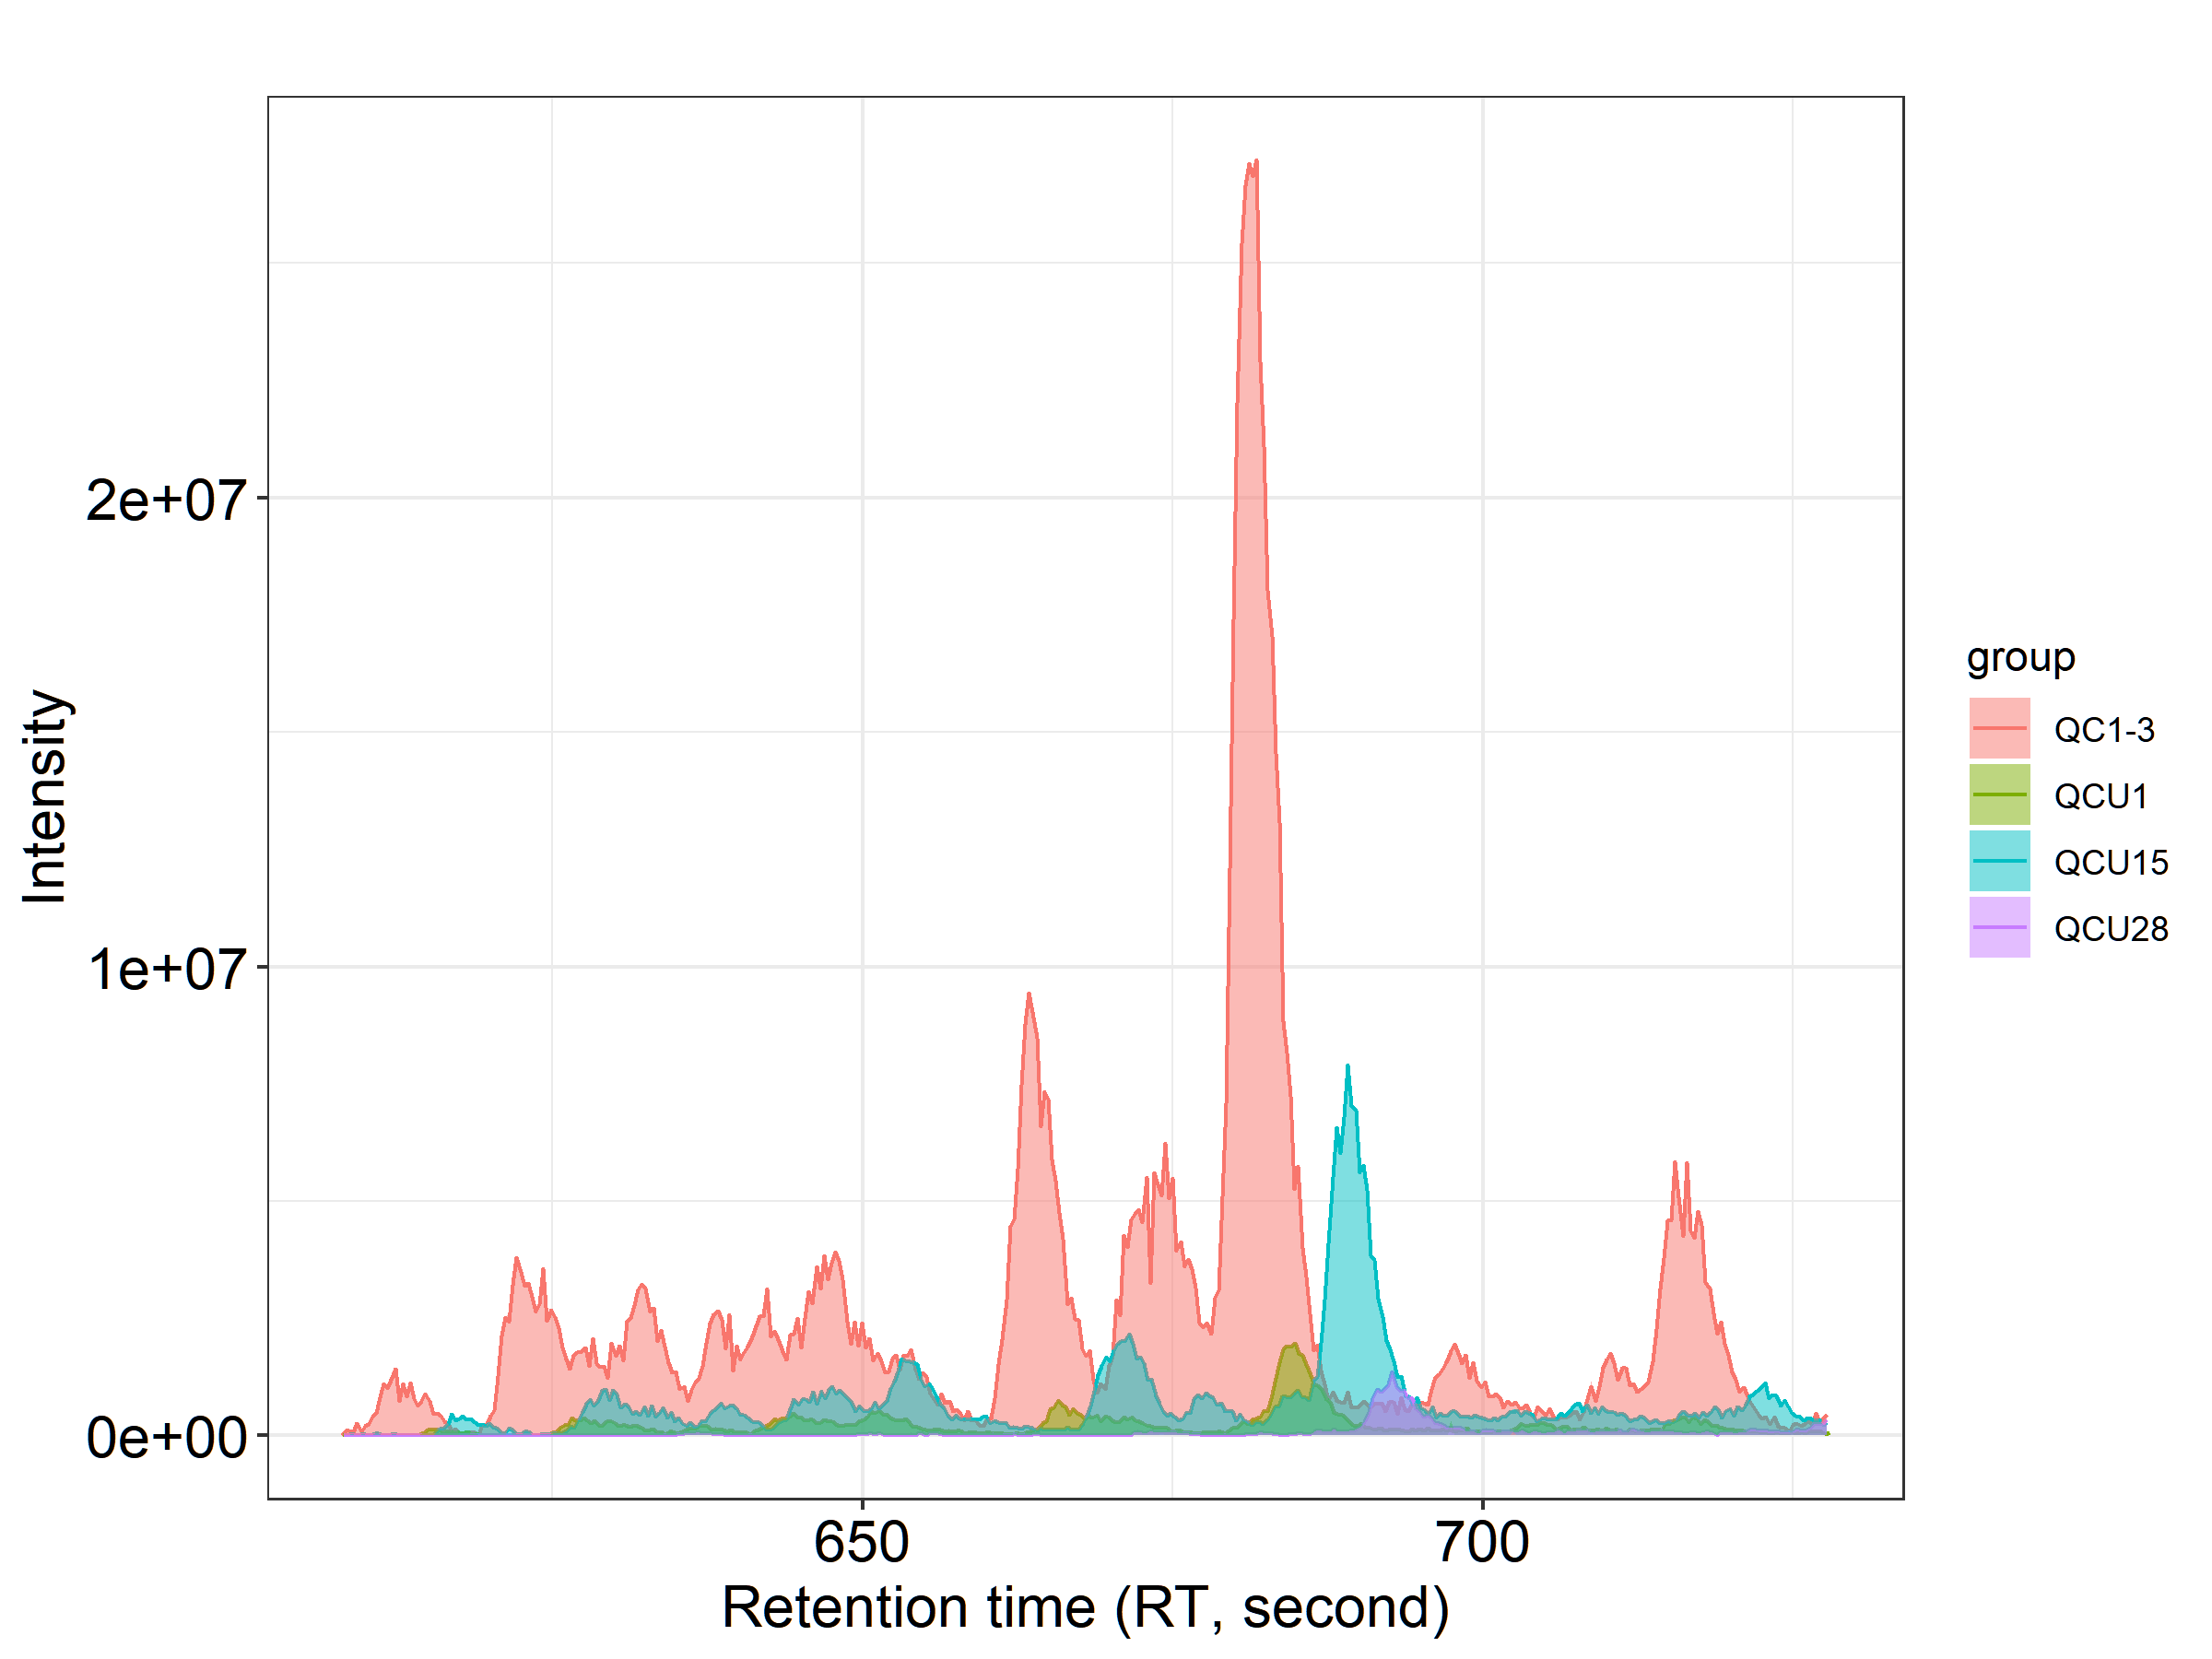 Intensity
2e+07
1e+07
0e+00
650
700
Retention time (RT, second)
group
QC1-3
QCU1
QCU15
QCU28